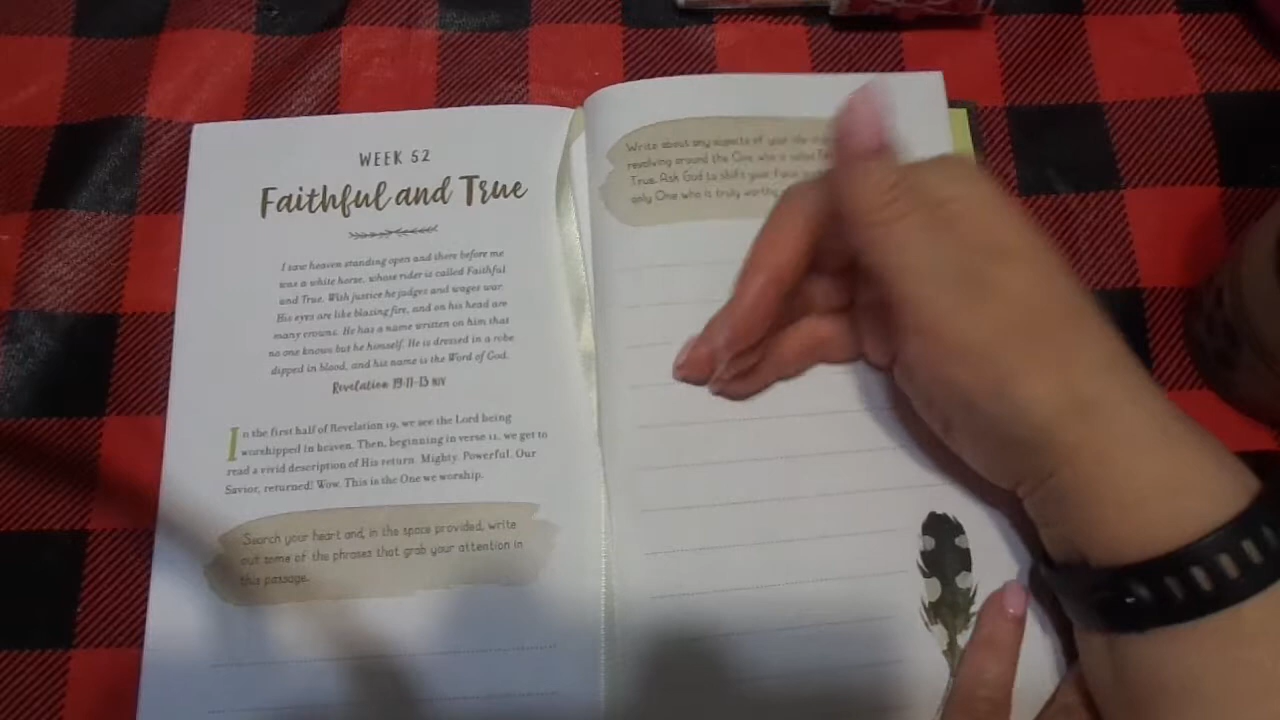 WEEK 52
Faithful and True
I saw heaven standing open and there before me
was a white horse, whose rider is called Faithful
and True. With justice he judges and wages war.
His eyes are like blazing fire, and on his head are
many crowns. He has a name written on him that
no one knows but he himself. He is dressed in a robe
dipped in blood, and his name is the Word of God.
Revelation 19:11–13 NIV
In the first half of Revelation 19, we see the Lord being
worshipped in heaven. Then, beginning in verse 11, we get to
read a vivid description of His return. Mighty. Powerful. Our
Savior, returned! Wow. This is the One we worship.
Search your heart and, in the space provided, write
out some of the phrases that grab your attention in
this passage.
Write about any aspects of your life
revolving around the One who is called
True. Ask God to shift your focus
only One who is truly worthy